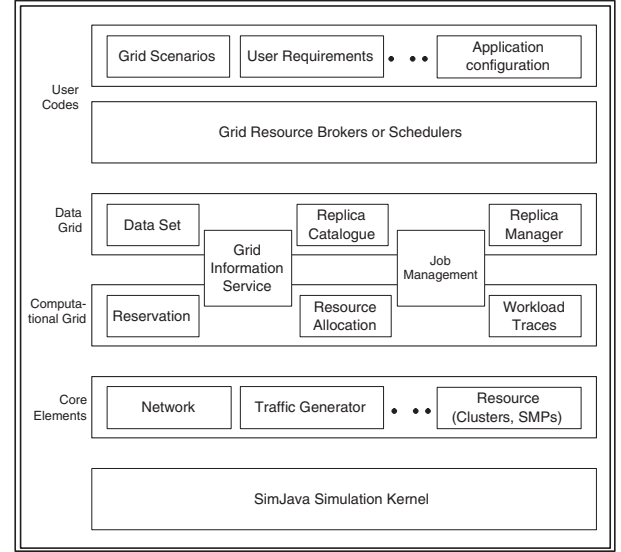 Grid Scenarios
User Requirements
Application
configuration
User
Codes
Grid Resource Brokers or Schedulers
Data
Grid
Data Set
Replica
Catalogue
Replica
Manager
Grid
Information
Service
Job
Management
Computa-
tional Grid
Reservation
Resource
Allocation
Workload
Traces
Core
Elements
Network
Traffic Generator
Resource
(Clusters, SMPs)
SimJava Simulation Kernel